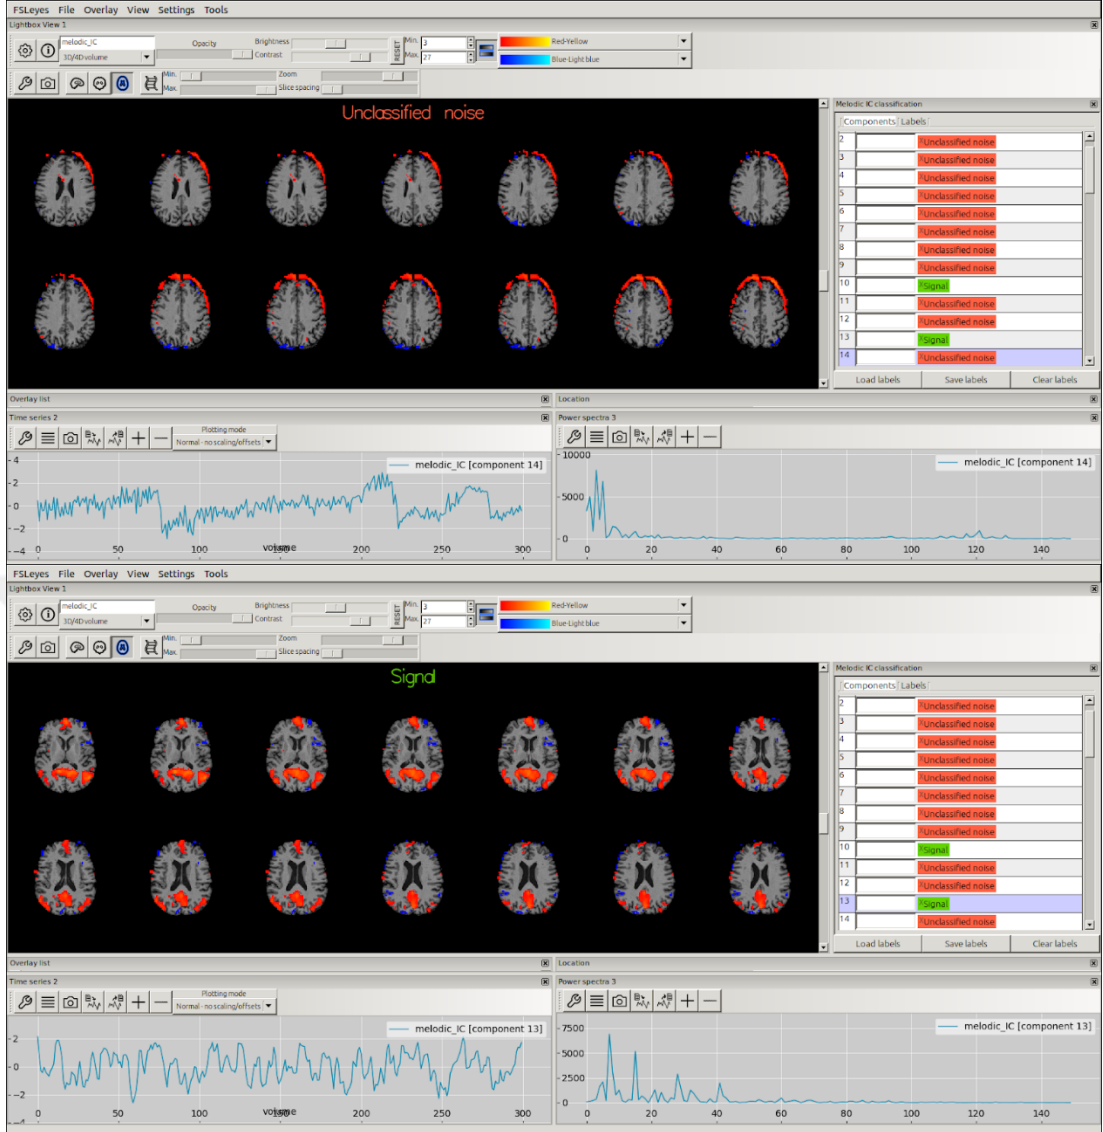 FSLeyes File Overlay View Settings Tools
Lightbox View 1
melodic_IC
3D/4D volume
Opacity
Brightness
Contrast
RESET
Min. 3
Max. 27
Red-Yellow
Blue-Light blue
Min.
Max.
Zoom
Slice spacing
Unclassified noise
Melodic IC classification
Components Labels
2 Unclassified noise
3 Unclassified noise
4 Unclassified noise
5 Unclassified noise
6 Unclassified noise
7 Unclassified noise
8 Unclassified noise
9 Unclassified noise
10 Signal
11 Unclassified noise
12 Unclassified noise
13 Signal
14 Unclassified noise
Load labels Save labels Clear labels
Overlay list
Location
Time series 2
Plotting mode
Normal - no scaling/offsets
melodic_IC [component 14]
4
2
0
-2
-4
0 50 100 150 200 250 300
volume
Power spectra 3
melodic_IC [component 14]
10000
5000
0
0 20 40 60 80 100 120 140
FSLeyes File Overlay View Settings Tools
Lightbox View 1
melodic_IC
3D/4D volume
Opacity
Brightness
Contrast
RESET
Min. 3
Max. 27
Red-Yellow
Blue-Light blue
Min.
Max.
Zoom
Slice spacing
Signal
Melodic IC classification
Components Labels
2 Unclassified noise
3 Unclassified noise
4 Unclassified noise
5 Unclassified noise
6 Unclassified noise
7 Unclassified noise
8 Unclassified noise
9 Unclassified noise
10 Signal
11 Unclassified noise
12 Unclassified noise
13 Signal
14 Unclassified noise
Load labels Save labels Clear labels
Overlay list
Location
Time series 2
Plotting mode
Normal - no scaling/offsets
melodic_IC [component 13]
2
0
-2
-4
0 50 100 150 200 250 300
volume
Power spectra 3
melodic_IC [component 13]
7500
5000
2500
0
0 20 40 60 80 100 120 140